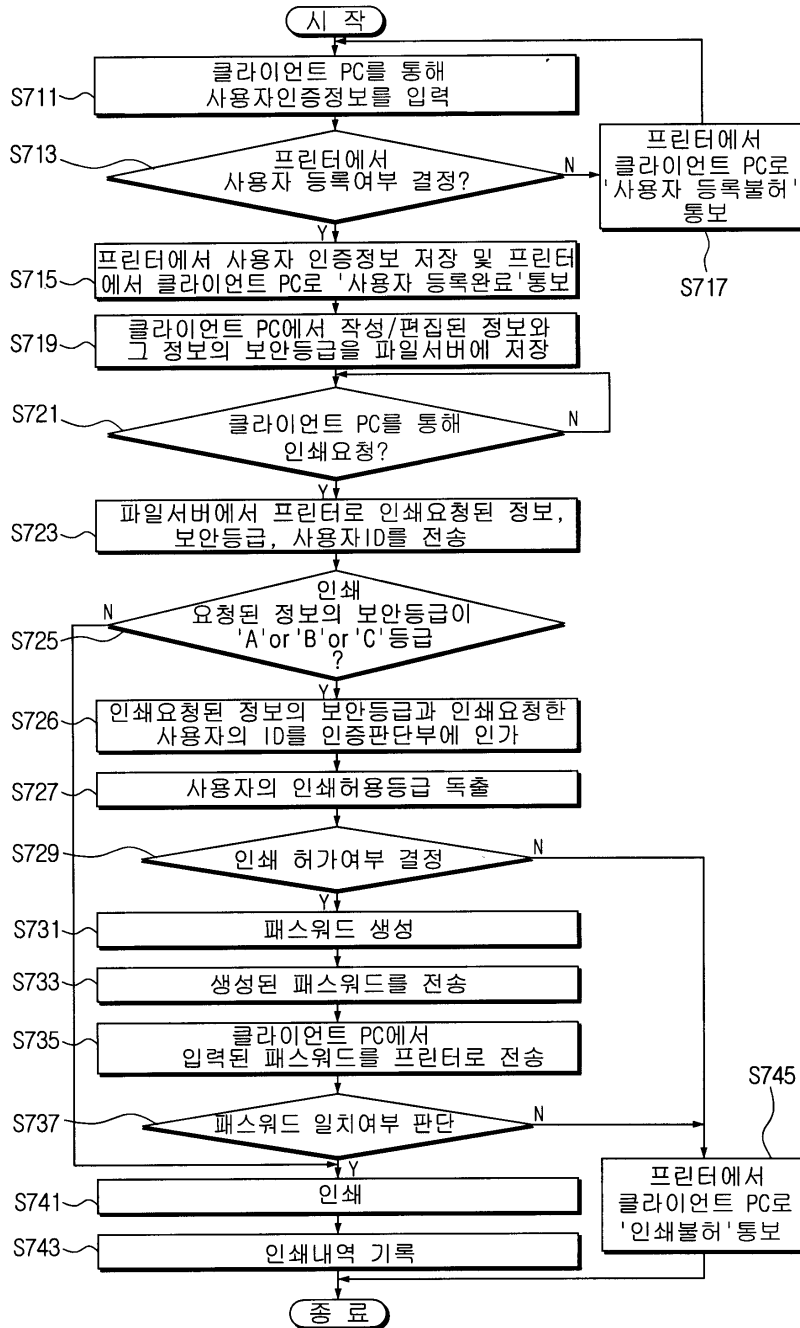 시 작
S711
클라이언트 PC를 통해
사용자인증정보를 입력
S713
프린터에서
사용자 등록여부 결정?
N
Y
프린터에서
클라이언트 PC로
'사용자 등록불허'
통보
S717
S715
프린터에서 사용자 인증정보 저장 및 프린터
에서 클라이언트 PC로 '사용자 등록완료'통보
S719
클라이언트 PC에서 작성/편집된 정보와
그 정보의 보안등급을 파일서버에 저장
S721
클라이언트 PC를 통해
인쇄요청?
N
Y
S723
파일서버에서 프린터로 인쇄요청된 정보,
보안등급, 사용자ID를 전송
S725
인쇄
요청된 정보의 보안등급이
'A'or'B'or'C'등급
?
N
Y
S726
인쇄요청된 정보의 보안등급과 인쇄요청한
사용자의 ID를 인증판단부에 인가
S727
사용자의 인쇄허용등급 독출
S729
인쇄 허가여부 결정
N
Y
S731
패스워드 생성
S733
생성된 패스워드를 전송
S735
클라이언트 PC에서
입력된 패스워드를 프린터로 전송
S737
패스워드 일치여부 판단
N
Y
S745
프린터에서
클라이언트 PC로
'인쇄불허'통보
S741
인쇄
S743
인쇄내역 기록
종 료